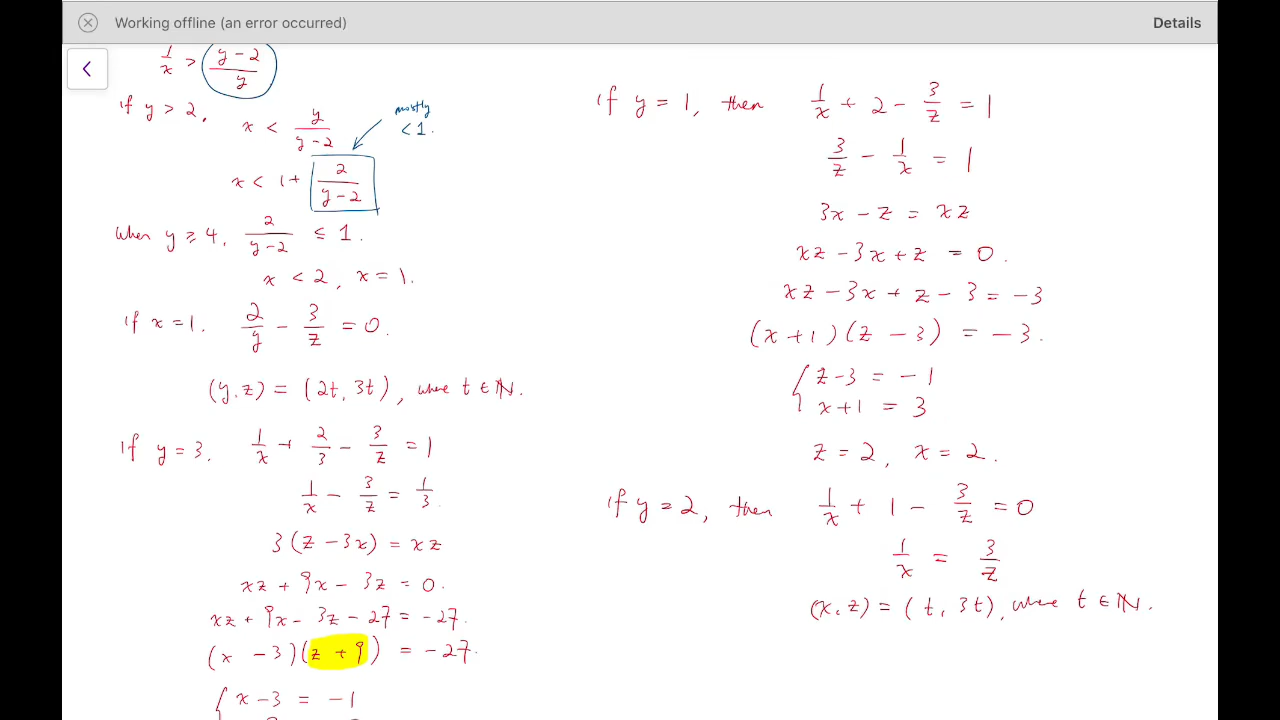 Working offline (an error occurred)
Details
1/x > (y-2)/y
if y > 2, x < y/(y-2)
mostly
< 1.
x < 1 + 2/(y-2)
When y ≥ 4, 2/(y-2) ≤ 1.
x < 2, x = 1.
if x = 1. 2/y - 3/z = 0.
(y, z) = (2t, 3t), where t ∈ ℕ.
If y = 3. 1/x + 2/3 - 3/z = 1
1/x - 3/z = 1/3.
3(z - 3x) = xz
xz + 9x - 3z = 0.
xz + 9x - 3z - 27 = -27.
(x - 3)(z + 9) = -27.
{ x - 3 = -1
If y = 1, then 1/x + 2 - 3/z = 1
3/z - 1/x = 1
3x - z = xz
xz - 3x + z = 0.
xz - 3x + z - 3 = -3
(x + 1)(z - 3) = -3.
{ z - 3 = -1
x + 1 = 3
z = 2, x = 2.
if y = 2, then 1/x + 1 - 3/z = 0
1/x = 3/z
(x, z) = (t, 3t), where t ∈ ℕ.